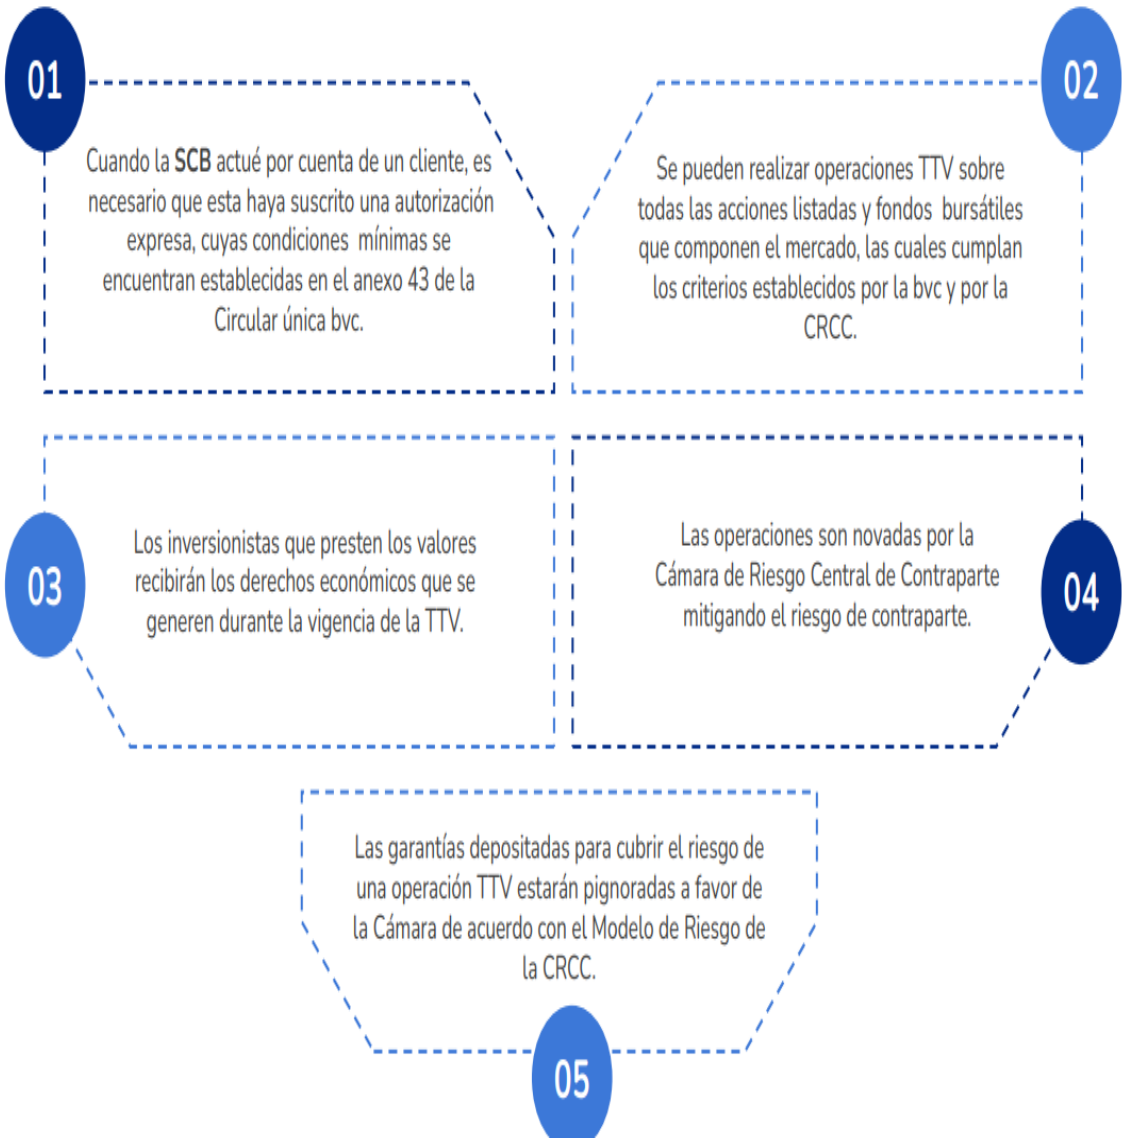 01
Cuando la SCB actué por cuenta de un cliente, es
necesario que esta haya suscrito una autorización
expresa, cuyas condiciones mínimas se
encuentran establecidas en el anexo 43 de la
Circular única bvc.
02
Se pueden realizar operaciones TTV sobre
todas las acciones listadas y fondos bursátiles
que componen el mercado, las cuales cumplan
los criterios establecidos por la bvc y por la
CRCC.
03
Los inversionistas que presten los valores
recibirán los derechos económicos que se
generen durante la vigencia de la TTV.
04
Las operaciones son novadas por la
Cámara de Riesgo Central de Contraparte
mitigando el riesgo de contraparte.
Las garantías depositadas para cubrir el riesgo de
una operación TTV estarán pignoradas a favor de
la Cámara de acuerdo con el Modelo de Riesgo de
la CRCC.
05